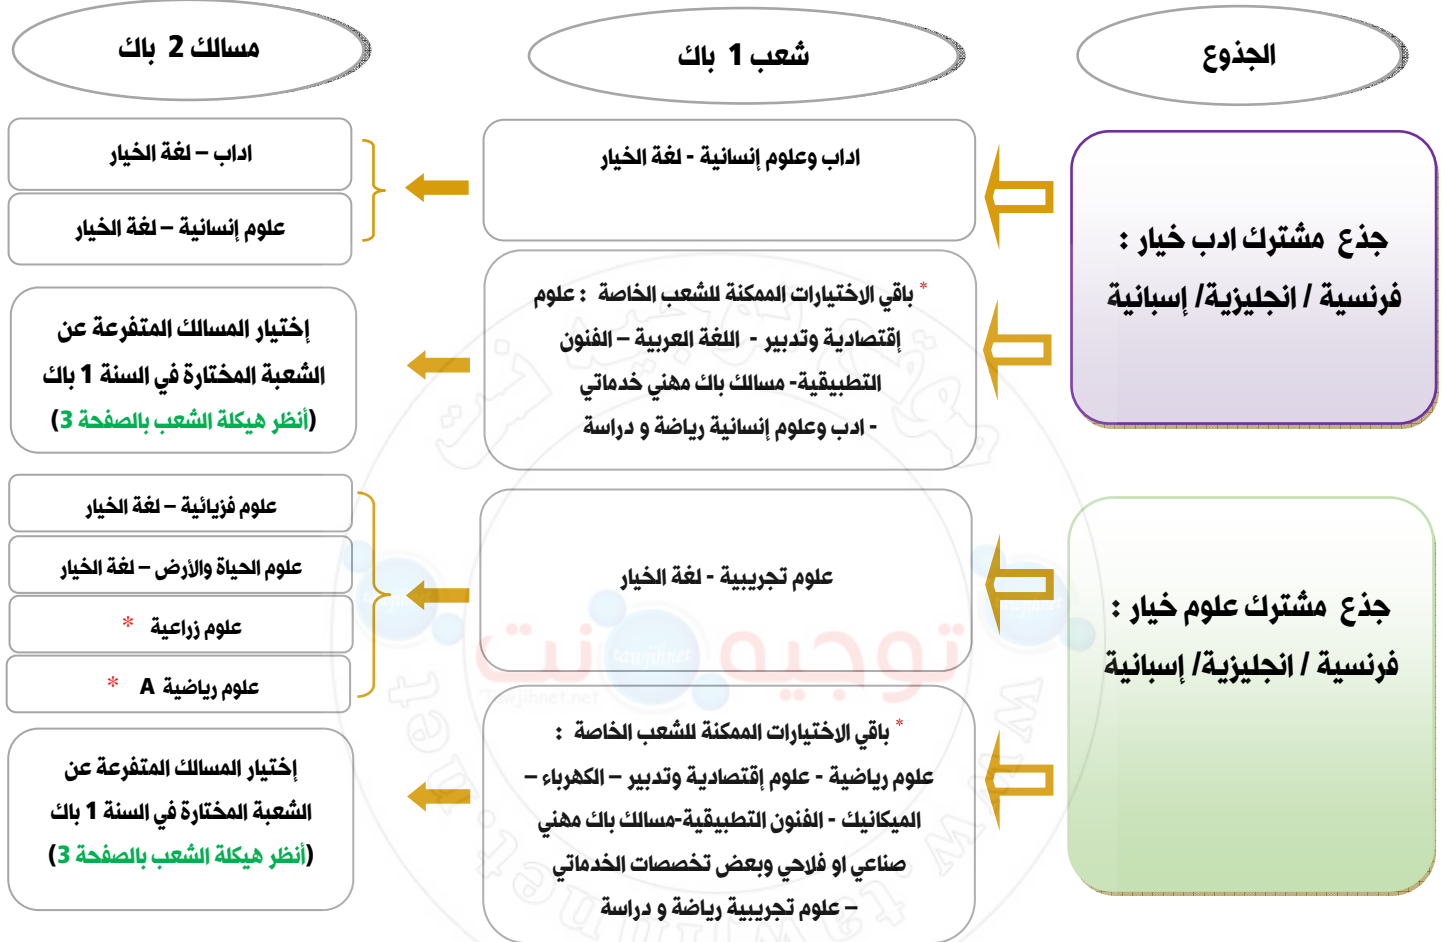 الجذوع
شعب 1 باك
مسالك 2 باك
جذع مشترك ادب خيار :
فرنسية / انجليزية/ إسبانية
اداب وعلوم إنسانية - لغة الخيار
اداب – لغة الخيار
علوم إنسانية – لغة الخيار
* باقي الاختيارات الممكنة للشعب الخاصة : علوم
إقتصادية وتدبير - اللغة العربية – الفنون
التطبيقية- مسالك باك مهني خدماتي
- ادب وعلوم إنسانية رياضة و دراسة
إختيار المسالك المتفرعة عن
الشعبة المختارة في السنة 1 باك
(أنظر هيكلة الشعب بالصفحة 3)
جذع مشترك علوم خيار :
فرنسية / انجليزية/ إسبانية
علوم تجريبية - لغة الخيار
علوم فزيائية – لغة الخيار
علوم الحياة والأرض – لغة الخيار
علوم زراعية *
علوم رياضية A *
* باقي الاختيارات الممكنة للشعب الخاصة :
علوم رياضية - علوم إقتصادية وتدبير – الكهرباء –
الميكانيك - الفنون التطبيقية-مسالك باك مهني
صناعي او فلاحي وبعض تخصصات الخدماتي
– علوم تجريبية رياضة و دراسة
إختيار المسالك المتفرعة عن
الشعبة المختارة في السنة 1 باك
(أنظر هيكلة الشعب بالصفحة 3)
توجيه نت
tawjihnet
Tawjihnet.net